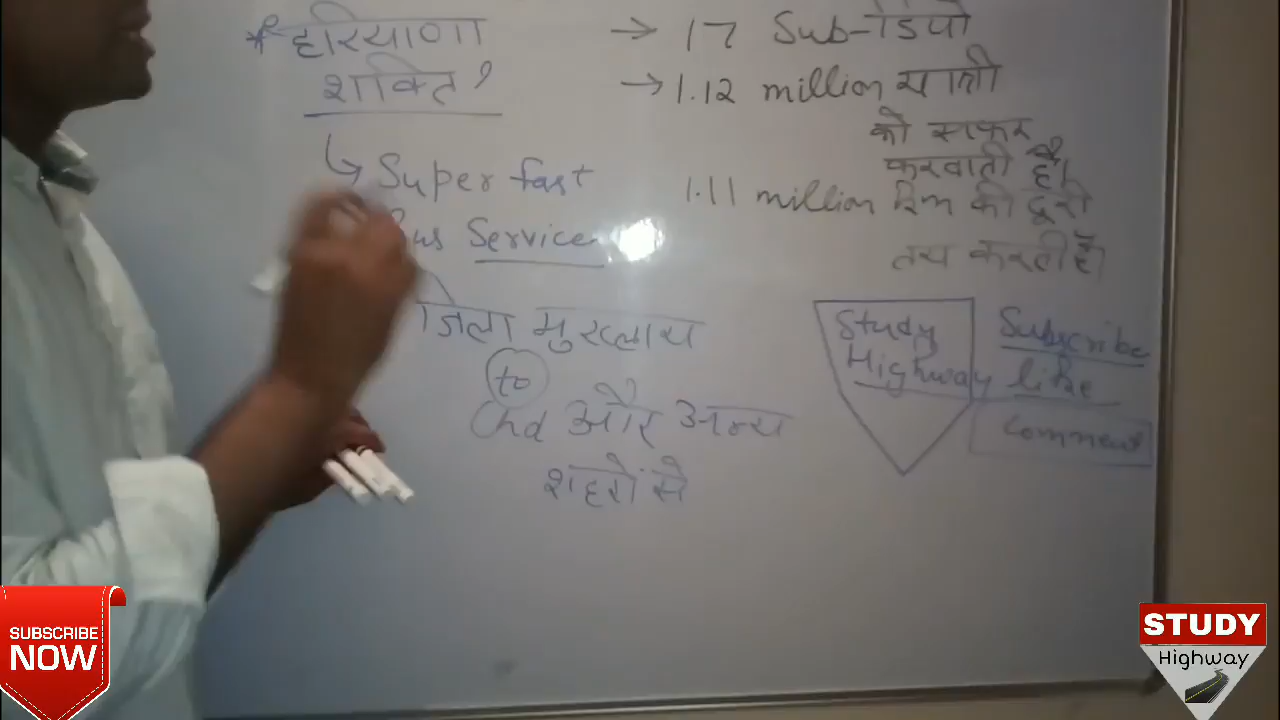 * हरियाणा
शक्ति'
↳ Super fast
Bus Service
जिला मुख्लाय
to
Chd और अन्य
शहरों से
→ 17 Sub-डिपो
→ 1.12 million यात्री
को सफर
करवाती है।
1.11 million किम की दूरी
तय करती है।
Study
Highway
Subscribe
like
Comment
SUBSCRIBE
NOW
STUDY
Highway